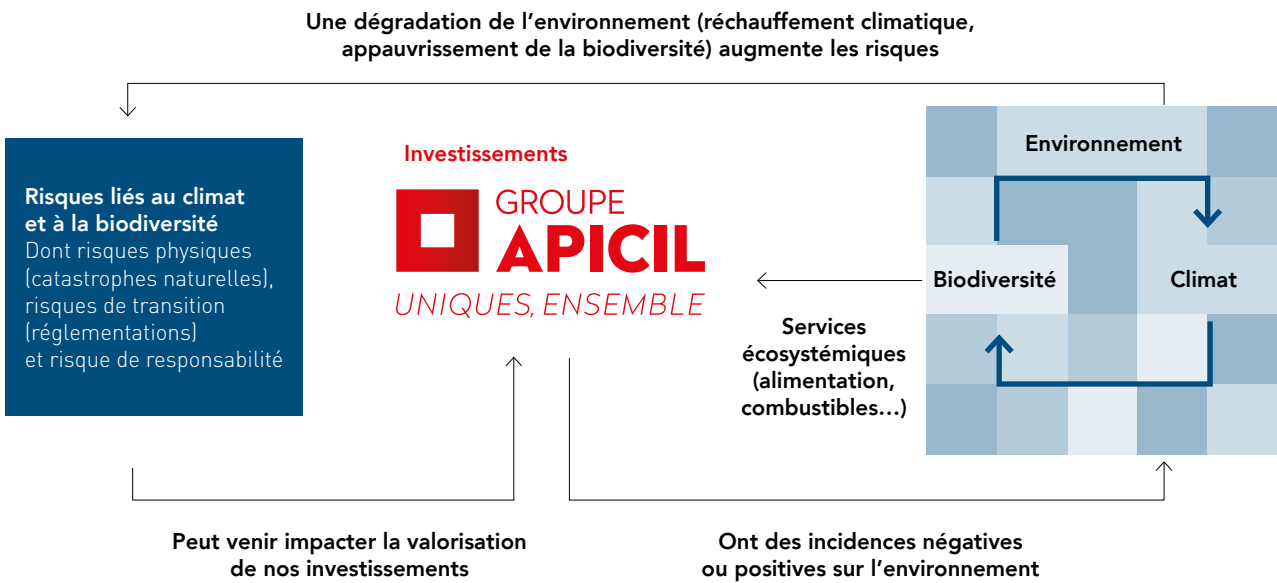 Une dégradation de l’environnement (réchauffement climatique,
appauvrissement de la biodiversité) augmente les risques
Risques liés au climat
et à la biodiversité
Dont risques physiques
(catastrophes naturelles),
risques de transition
(réglementations)
et risque de responsabilité
Investissements
GROUPE
APICIL
UNIQUES, ENSEMBLE
Environnement
Biodiversité
Climat
Services
écosystémiques
(alimentation,
combustibles…)
Peut venir impacter la valorisation
de nos investissements
Ont des incidences négatives
ou positives sur l’environnement